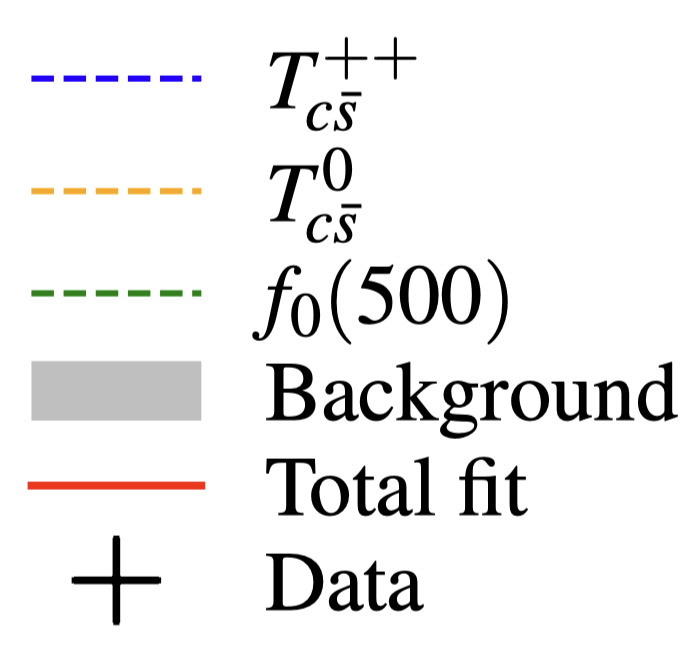 $T_{c\bar{s}}^{++}$
$T_{c\bar{s}}^{0}$
$f_0(500)$
Background
Total fit
Data